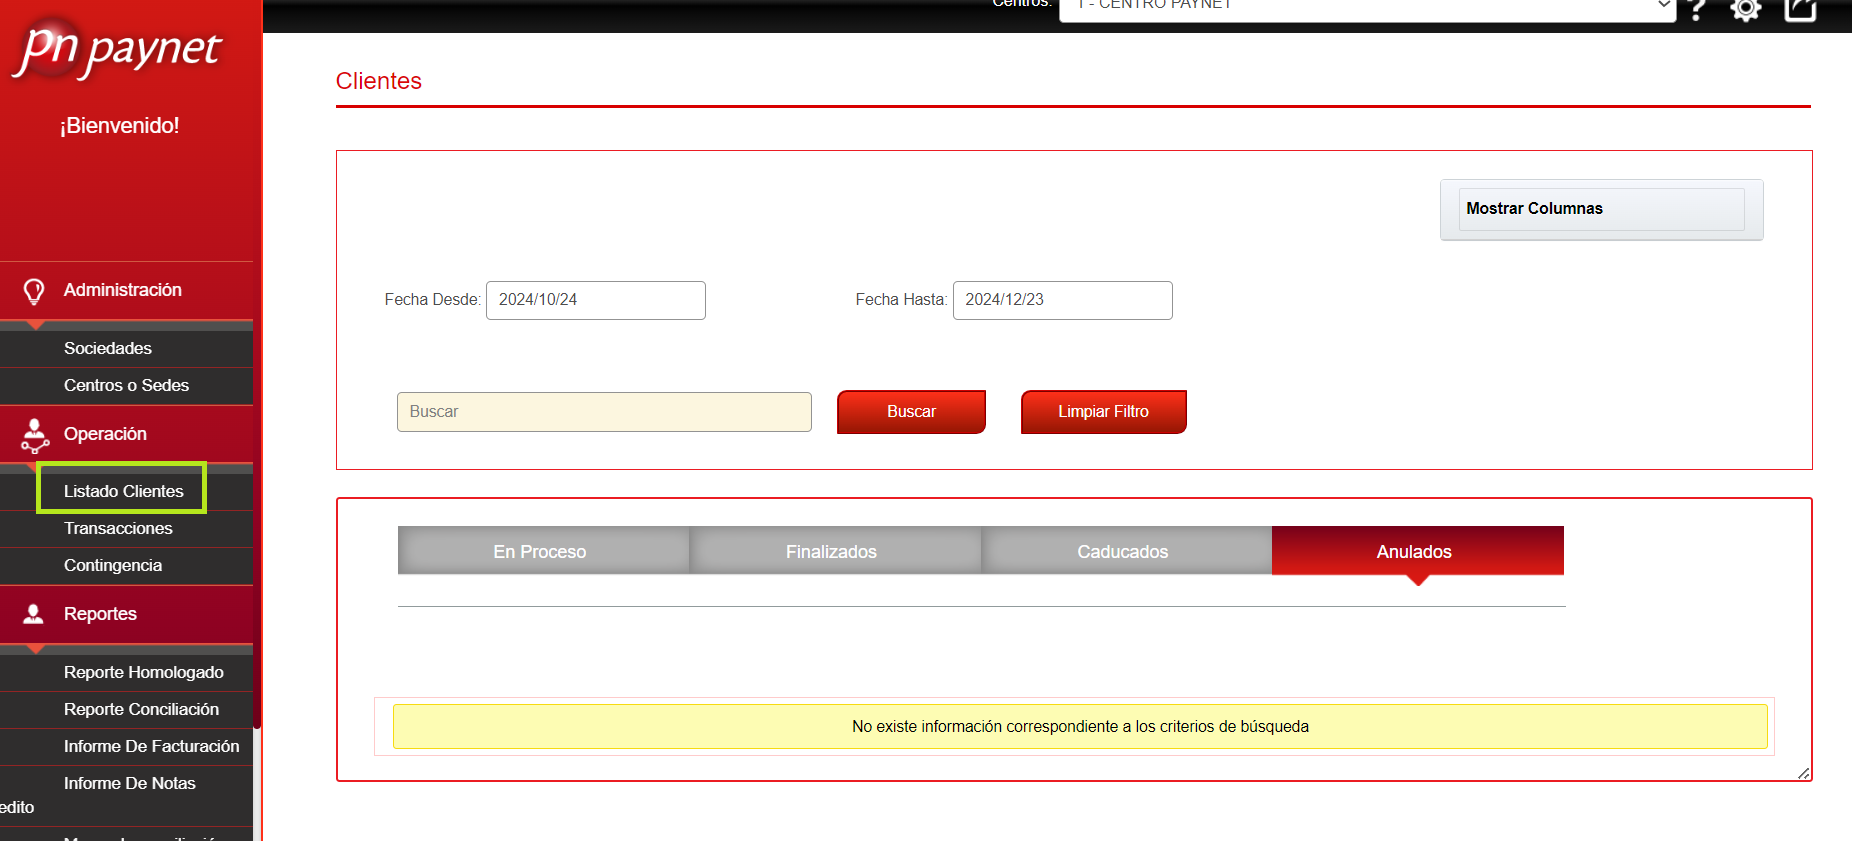 Centros: 1 - CENTRO PAYNET
?
pn paynet
¡Bienvenido!
Administración
Sociedades
Centros o Sedes
Operación
Listado Clientes
Transacciones
Contingencia
Reportes
Reporte Homologado
Reporte Conciliación
Informe De Facturación
Informe De Notas
edito
Clientes
Mostrar Columnas
Fecha Desde: 2024/10/24
Fecha Hasta: 2024/12/23
Buscar
Buscar
Limpiar Filtro
En Proceso
Finalizados
Caducados
Anulados
No existe información correspondiente a los criterios de búsqueda